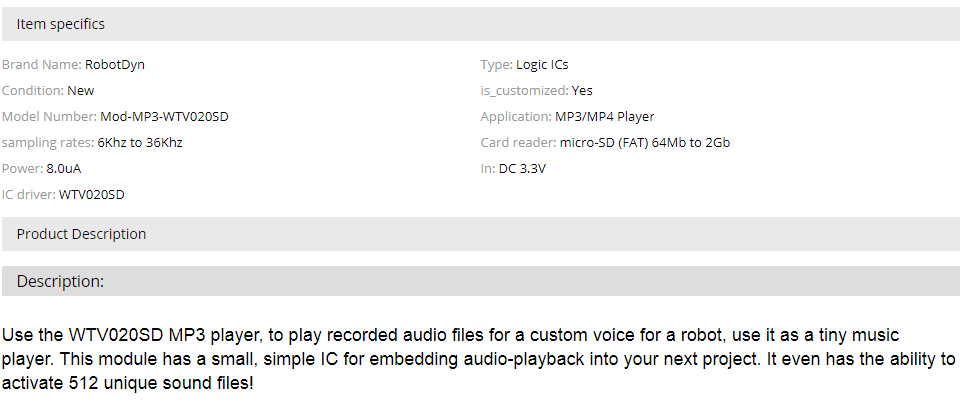 Item specifics
Brand Name: RobotDyn
Type: Logic ICs
Condition: New
is_customized: Yes
Model Number: Mod-MP3-WTV020SD
Application: MP3/MP4 Player
sampling rates: 6Khz to 36Khz
Card reader: micro-SD (FAT) 64Mb to 2Gb
Power: 8.0uA
In: DC 3.3V
IC driver: WTV020SD
Product Description
Description:
Use the WTV020SD MP3 player, to play recorded audio files for a custom voice for a robot, use it as a tiny music
player. This module has a small, simple IC for embedding audio-playback into your next project. It even has the ability to
activate 512 unique sound files!